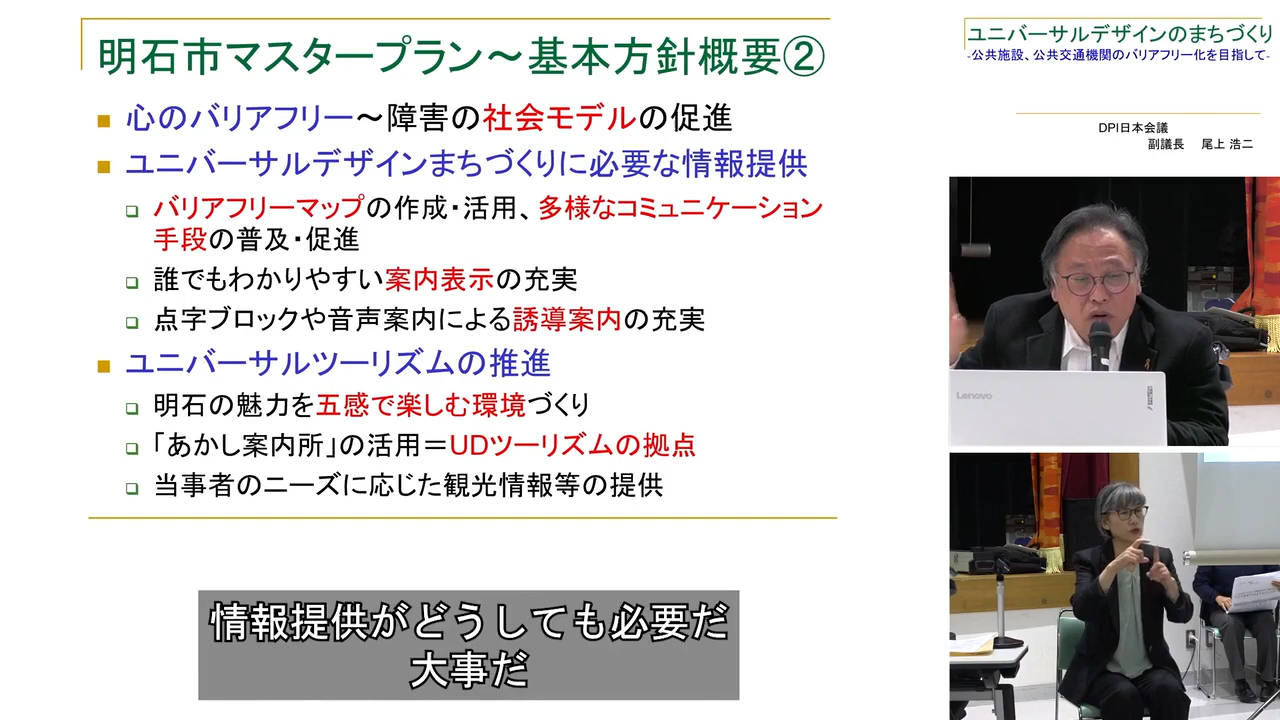 明石市マスタープラン～基本方針概要②
心のバリアフリー～障害の社会モデルの促進
ユニバーサルデザインまちづくりに必要な情報提供
バリアフリーマップの作成・活用、多様なコミュニケーション
手段の普及・促進
誰でもわかりやすい案内表示の充実
点字ブロックや音声案内による誘導案内の充実
ユニバーサルツーリズムの推進
明石の魅力を五感で楽しむ環境づくり
「あかし案内所」の活用＝UDツーリズムの拠点
当事者のニーズに応じた観光情報等の提供
情報提供がどうしても必要だ
大事だ
ユニバーサルデザインのまちづくり
-公共施設、公共交通機関のバリアフリー化を目指して-
DPI日本会議
副議長 尾上 浩二
Lenovo